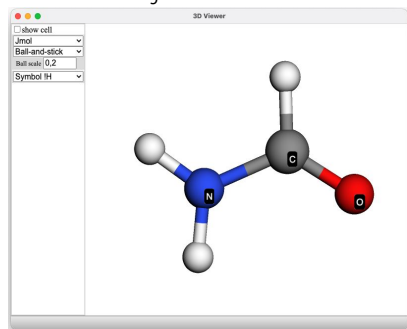 3D Viewer
show cell
Jmol
Ball-and-stick
Ball scale 0,2
Symbol !H
C
N
O